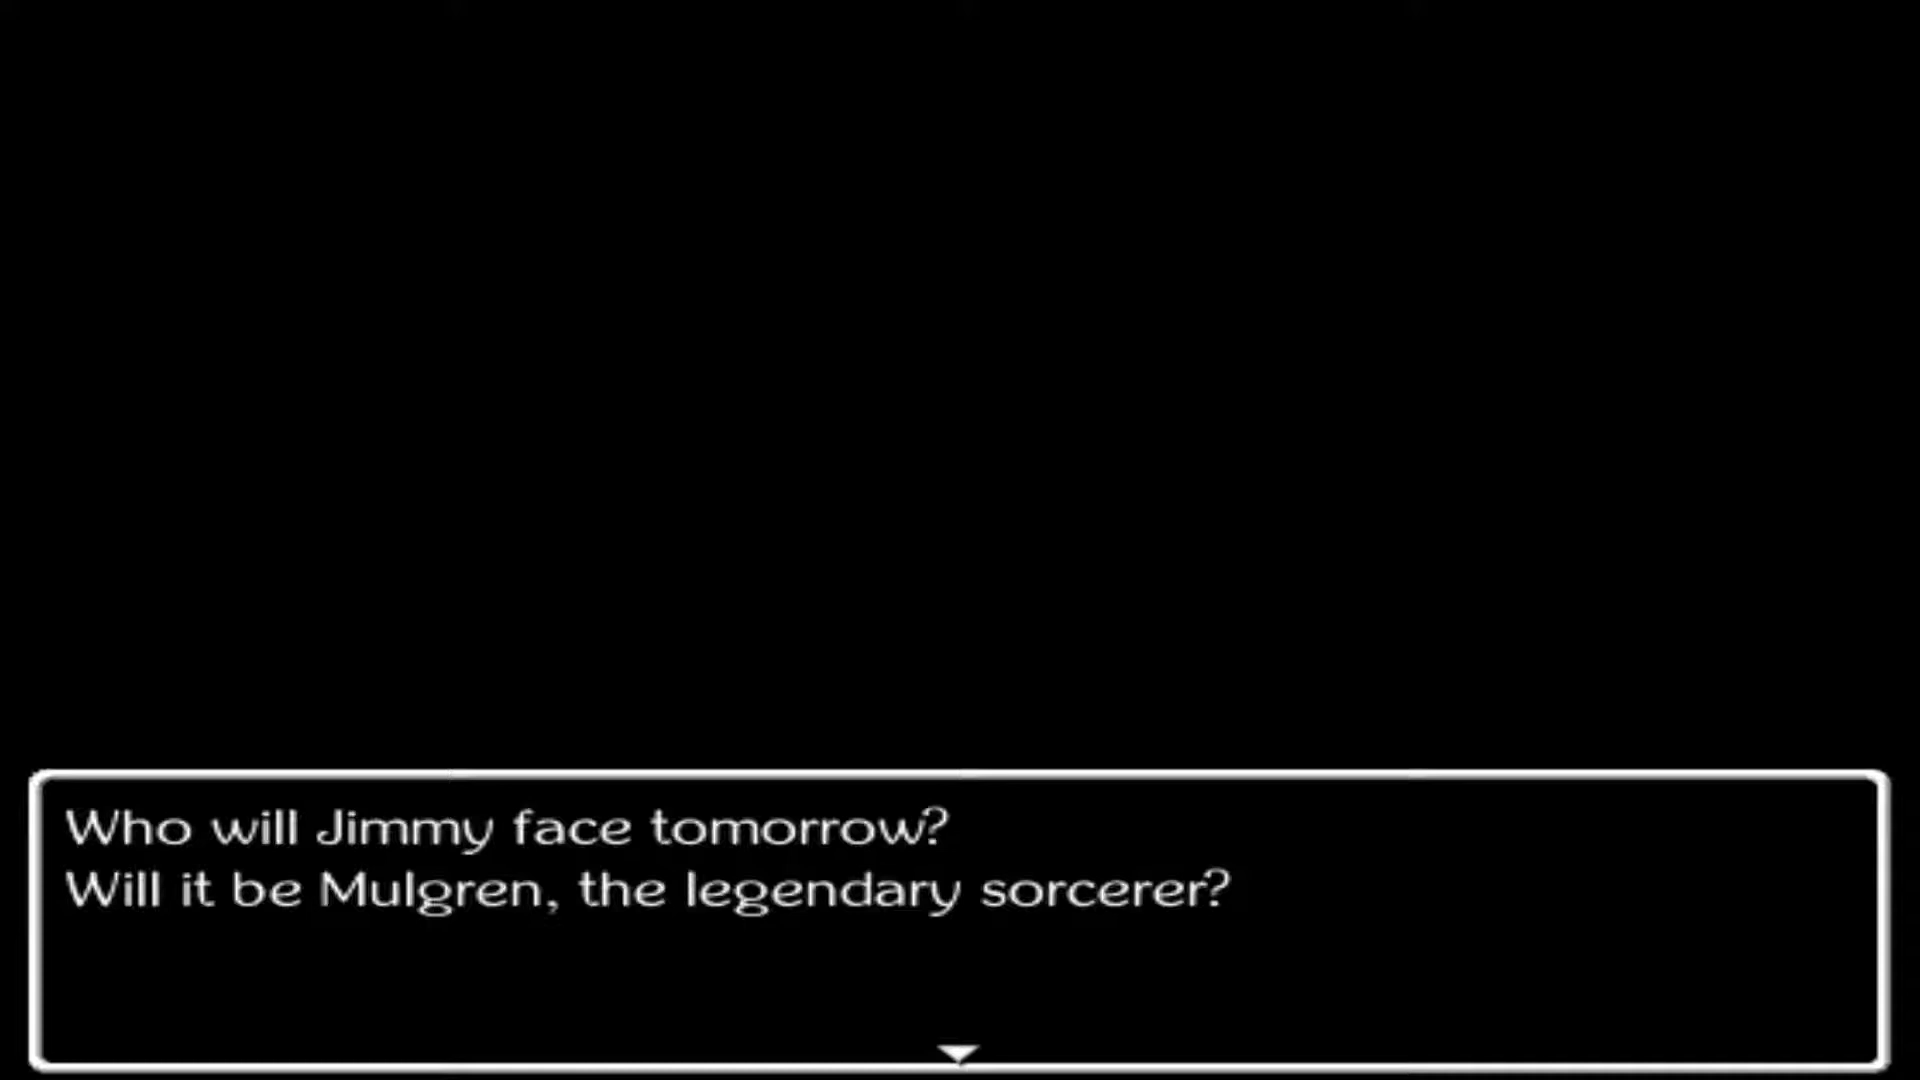 Who will Jimmy face tomorrow?
Will it be Mulgren, the legendary sorcerer?